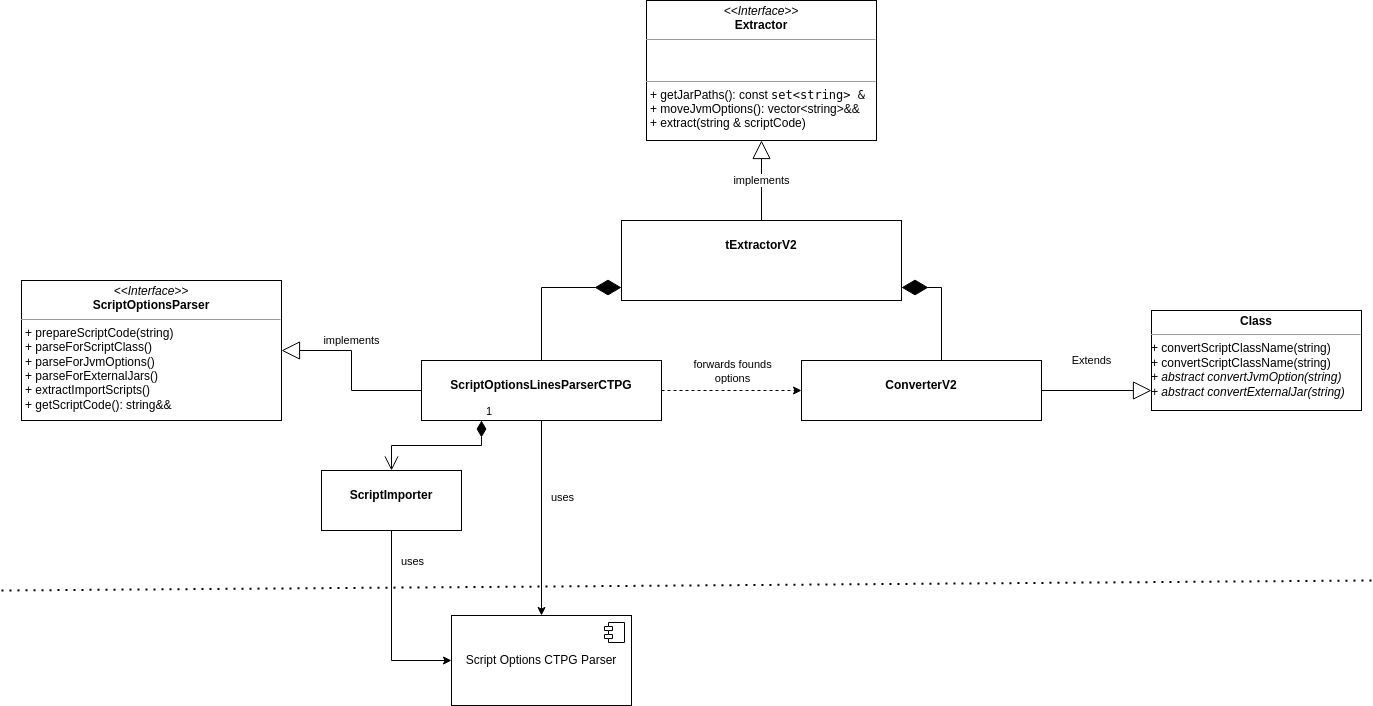 <<Interface>>
Extractor
+ getJarPaths(): const set<string> &
+ moveJvmOptions(): vector<string>&&
+ extract(string & scriptCode)
implements
tExtractorV2
<<Interface>>
ScriptOptionsParser
+ prepareScriptCode(string)
+ parseForScriptClass()
+ parseForJvmOptions()
+ parseForExternalJars()
+ extractImportScripts()
+ getScriptCode(): string&&
implements
ScriptOptionsLinesParserCTPG
1
forwards founds
options
ConverterV2
Extends
Class
+ convertScriptClassName(string)
+ convertScriptClassName(string)
+ abstract convertJvmOption(string)
+ abstract convertExternalJar(string)
ScriptImporter
uses
uses
Script Options CTPG Parser